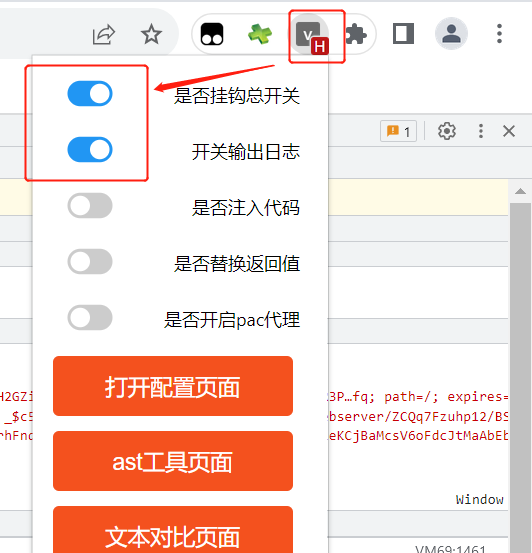 V
H
是否挂钩总开关
1
开关输出日志
是否注入代码
是否替换返回值
是否开启pac代理
打开配置页面
H2GZi
3P…fq; path=/; expires=
_$c5
ebserver/ZCQq7Fzuhp12/BS
rhFnd
eKCjBaMcsV6oFdcJtMaAbEb
ast工具页面
Window
文本对比页面
VM69:1461